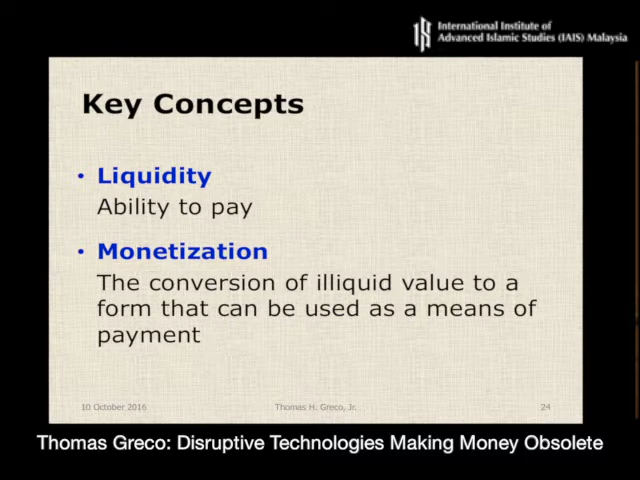 International Institute of
Advanced Islamic Studies (IAIS) Malaysia
Key Concepts
• Liquidity
Ability to pay
• Monetization
The conversion of illiquid value to a
form that can be used as a means of
payment
10 October 2016 Thomas H. Greco, Jr. 24
Thomas Greco: Disruptive Technologies Making Money Obsolete